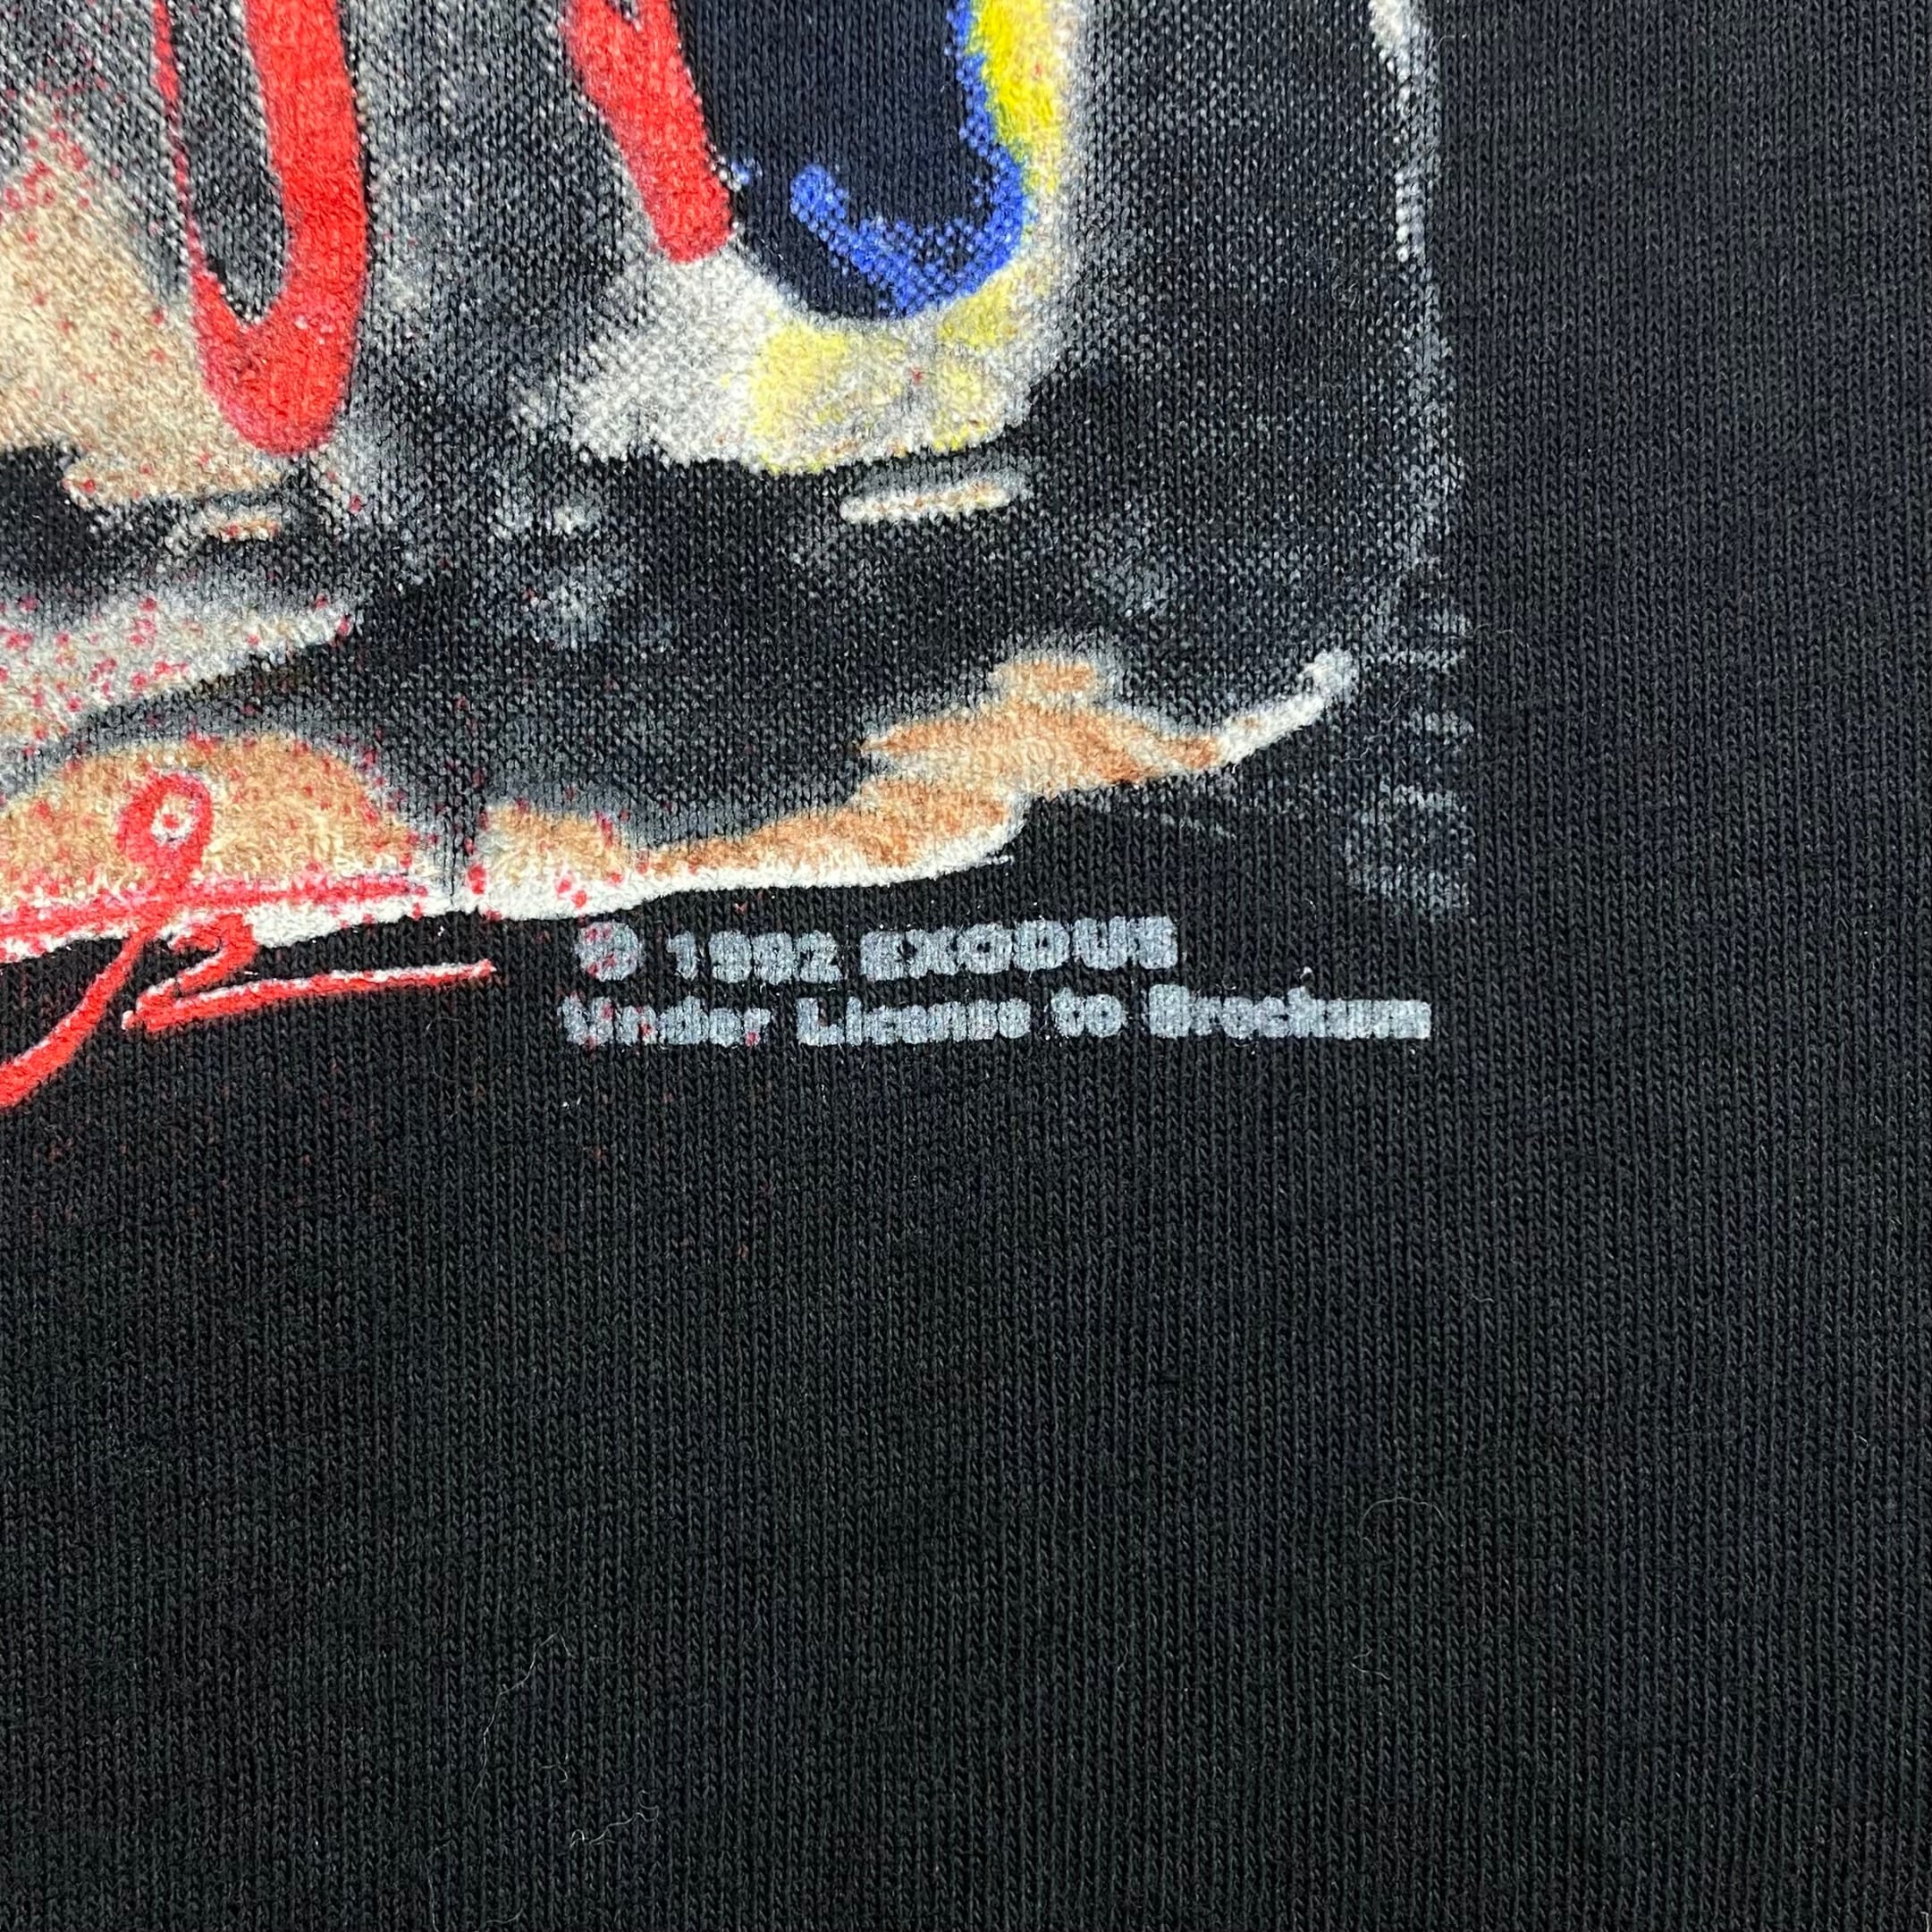 © 1992 EXODUS
Under License to Brockum